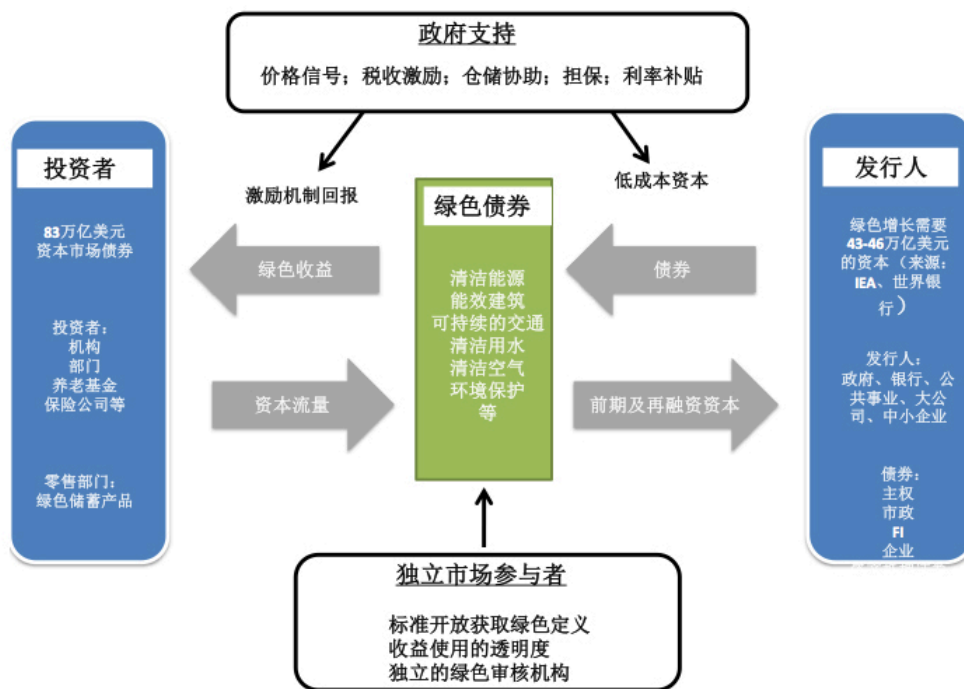 政府支持
价格信号；税收激励；仓储协助；担保；利率补贴
投资者
83万亿美元
资本市场债券
投资者：
机构
部门
养老基金
保险公司等
零售部门：
绿色储蓄产品
激励机制回报
绿色收益
资本流量
绿色债券
清洁能源
能效建筑
可持续的交通
清洁用水
清洁空气
环境保护
等
低成本资本
债券
前期及再融资资本
发行人
绿色增长需要
43-46万亿美元
的资本（来源：
IEA、世界银
行）
发行人：
政府、银行、公
共事业、大公
司、中小企业
债券：
主权
市政
FI
企业
独立市场参与者
标准开放获取绿色定义
收益使用的透明度
独立的绿色审核机构